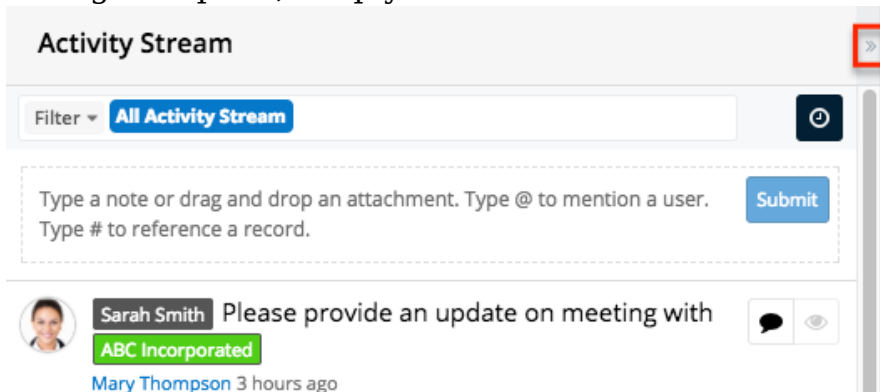 Activity Stream
»
Filter All Activity Stream
Type a note or drag and drop an attachment. Type @ to mention a user.
Submit
Type # to reference a record.
Sarah Smith Please provide an update on meeting with
ABC Incorporated
Mary Thompson 3 hours ago